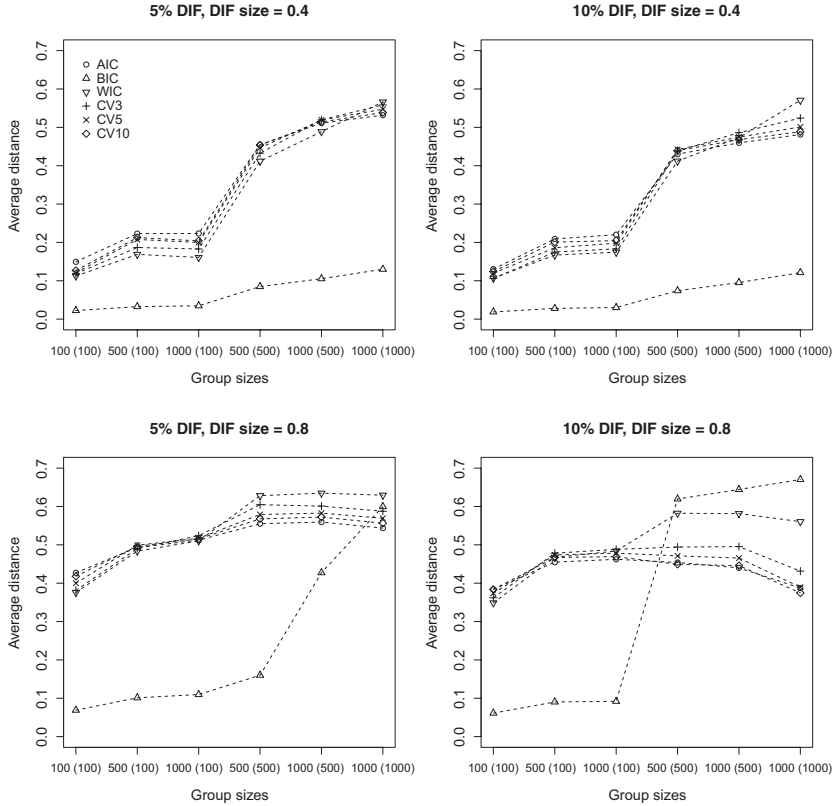 5% DIF, DIF size = 0.4
0.7
0.6
0.5
0.4
0.3
0.2
0.1
0.0
Average distance
AIC
BIC
WIC
CV3
CV5
CV10
100 (100) 500 (100) 1000 (100) 500 (500) 1000 (500) 1000 (1000)
Group sizes
10% DIF, DIF size = 0.4
0.7
0.6
0.5
0.4
0.3
0.2
0.1
0.0
Average distance
100 (100) 500 (100) 1000 (100) 500 (500) 1000 (500) 1000 (1000)
Group sizes
5% DIF, DIF size = 0.8
0.7
0.6
0.5
0.4
0.3
0.2
0.1
0.0
Average distance
100 (100) 500 (100) 1000 (100) 500 (500) 1000 (500) 1000 (1000)
Group sizes
10% DIF, DIF size = 0.8
0.7
0.6
0.5
0.4
0.3
0.2
0.1
0.0
Average distance
100 (100) 500 (100) 1000 (100) 500 (500) 1000 (500) 1000 (1000)
Group sizes